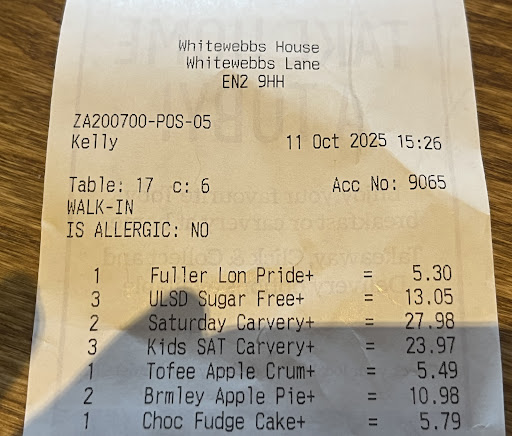 Whitewebbs House
Whitewebbs Lane
EN2 9HH
ZA200700-POS-05
Kelly 11 Oct 2025 15:26
Table: 17 c: 6 Acc No: 9065
WALK-IN
IS ALLERGIC: NO
1 Fuller Lon Pride+ = 5.30
3 ULSD Sugar Free+ = 13.05
2 Saturday Carvery+ = 27.98
3 Kids SAT Carvery+ = 23.97
1 Tofee Apple Crum+ = 5.49
2 Brmley Apple Pie+ = 10.98
1 Choc Fudge Cake+ = 5.79